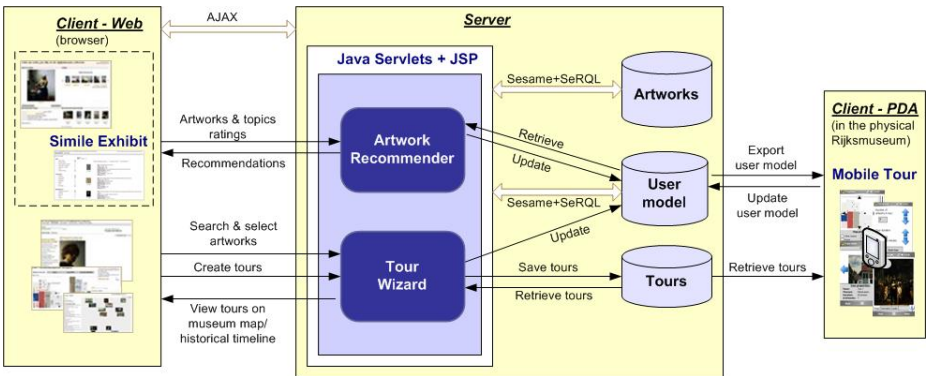 Client - Web
(browser)
Simile Exhibit
AJAX
Artworks & topics
ratings
Recommendations
Search & select
artworks
Create tours
View tours on
museum map/
historical timeline
Server
Java Servlets + JSP
Artwork
Recommender
Tour
Wizard
Sesame+SeRQL
Retrieve
Update
Sesame+SeRQL
Update
Save tours
Retrieve tours
Artworks
User
model
Tours
Export
user model
Update
user model
Retrieve tours
Client - PDA
(in the physical
Rijksmuseum)
Mobile Tour